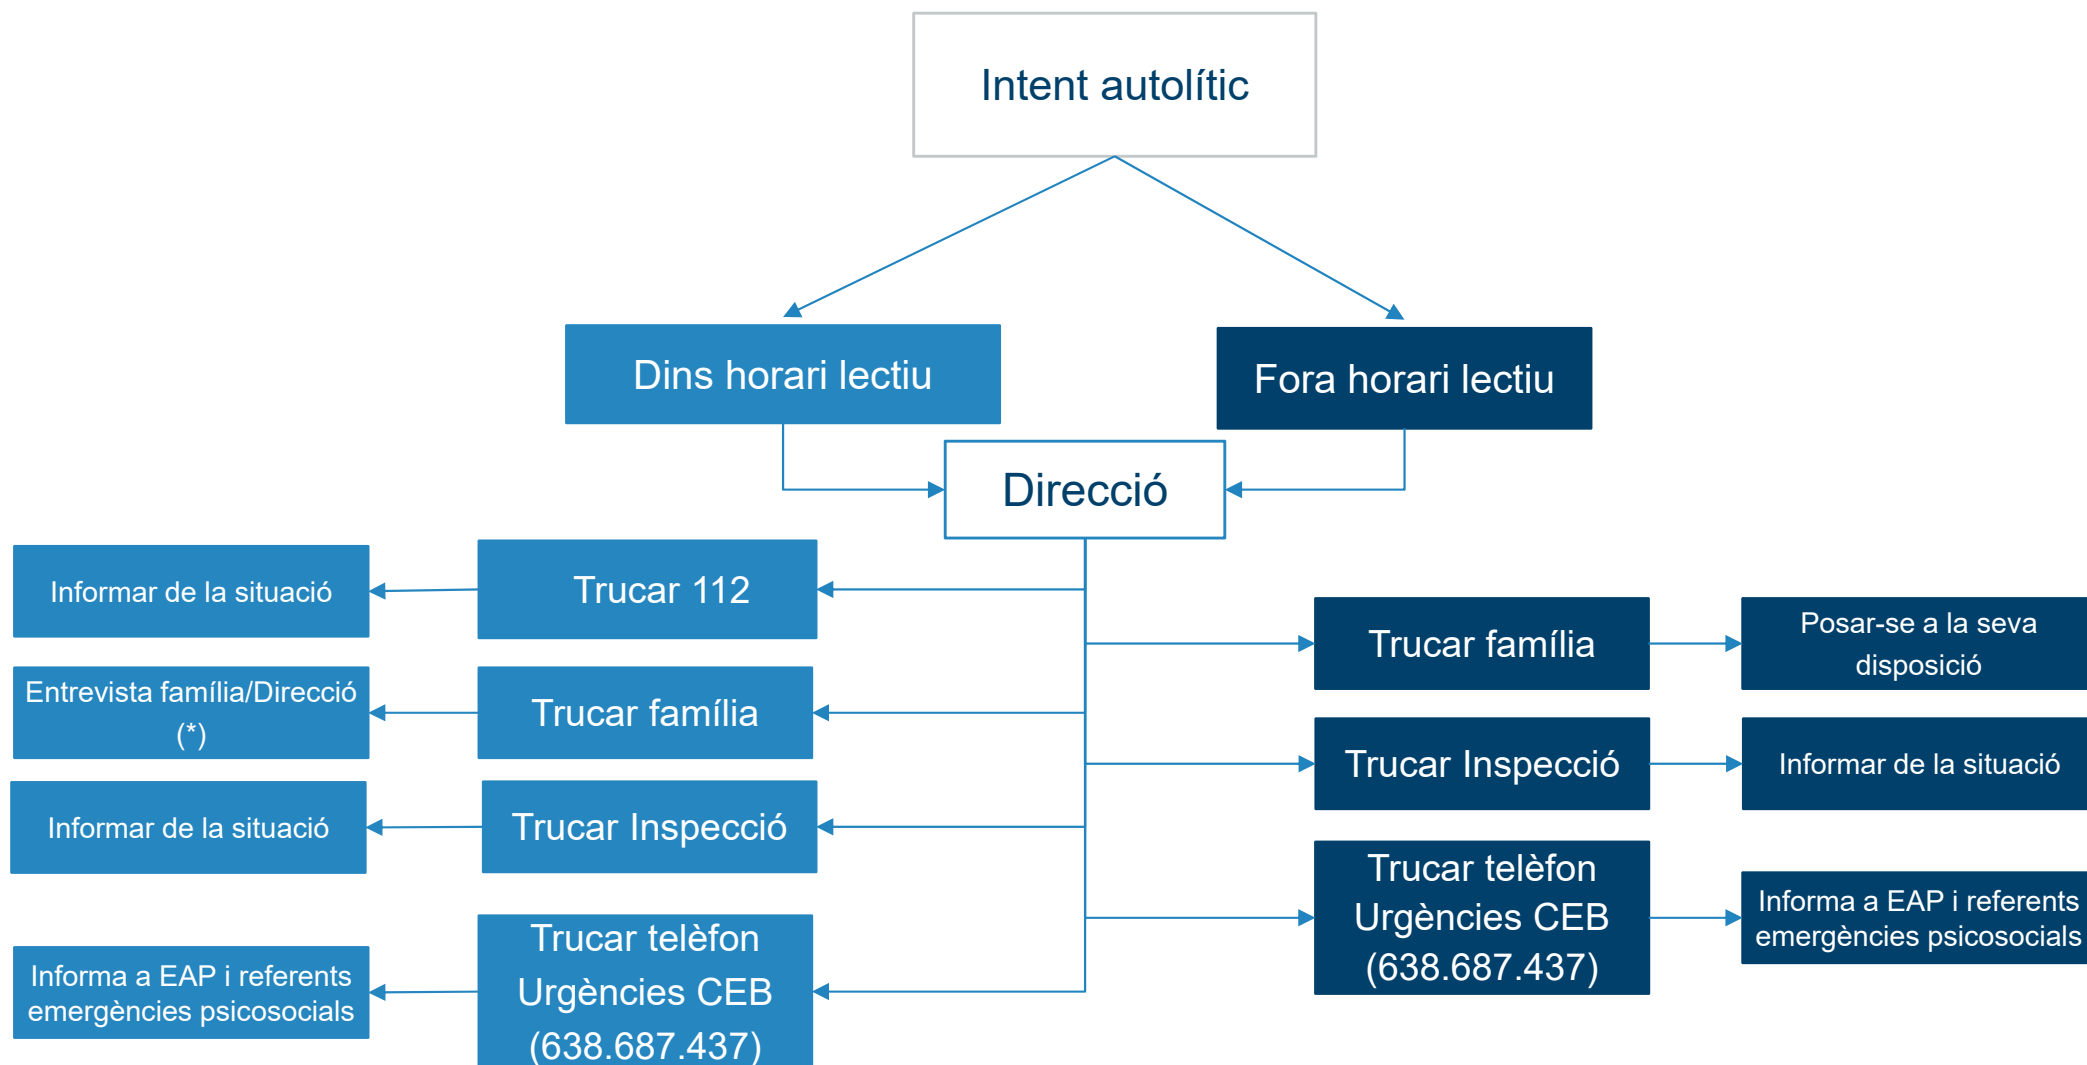 Intent autolític
Dins horari lectiu
Fora horari lectiu
Direcció
Trucar 112
Informar de la situació
Trucar família
Entrevista família/Direcció
(*)
Trucar Inspecció
Informar de la situació
Trucar telèfon
Urgències CEB
(638.687.437)
Informa a EAP i referents
emergències psicosocials
Trucar família
Posar-se a la seva
disposició
Trucar Inspecció
Informar de la situació
Trucar telèfon
Urgències CEB
(638.687.437)
Informa a EAP i referents
emergències psicosocials